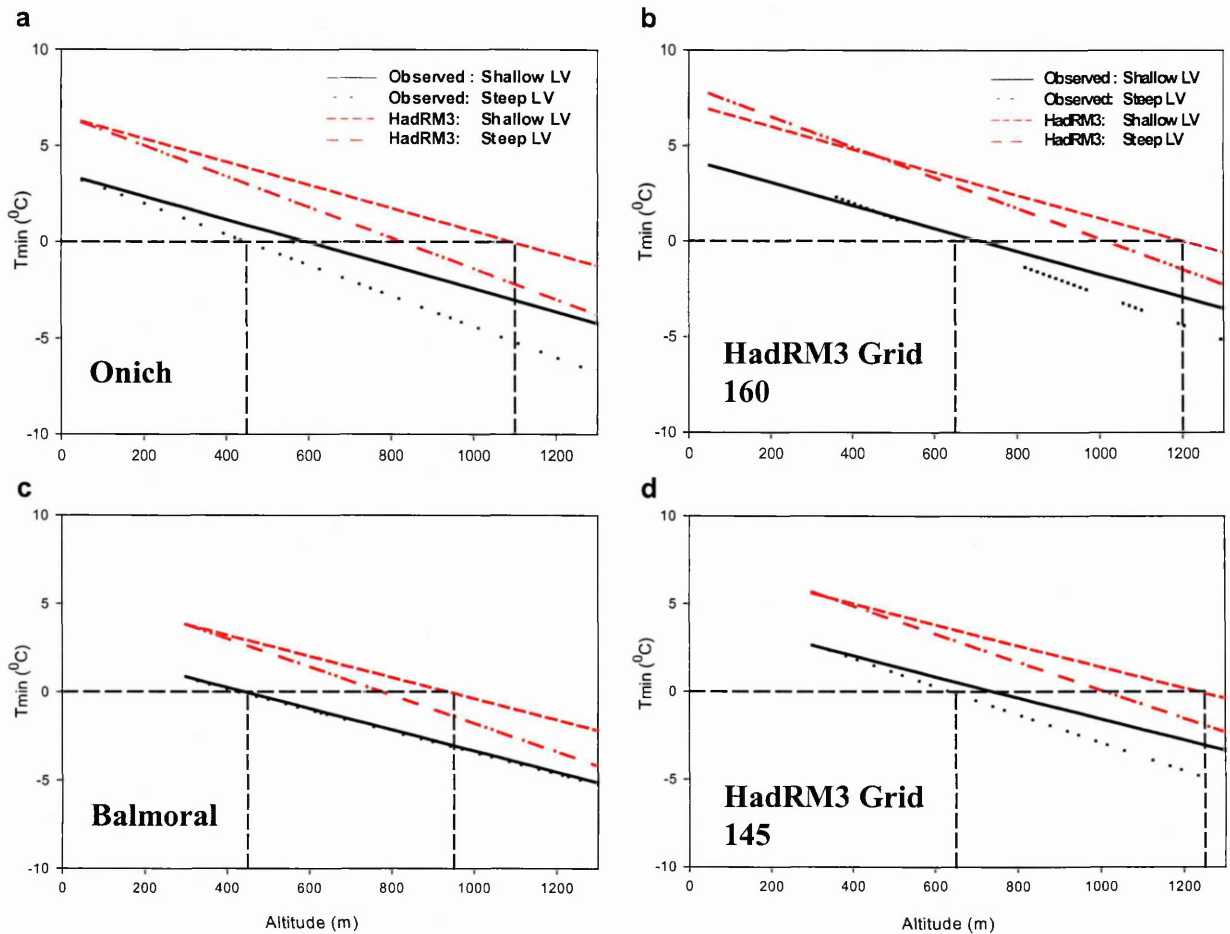 a
10
5
0
-5
-10
Tmin (⁰C)
Observed : Shallow LV
Observed: Steep LV
HadRM3: Shallow LV
HadRM3: Steep LV
Onich
0 200 400 600 800 1000 1200
b
10
5
0
-5
-10
Tmin (⁰C)
Observed: Shallow LV
Observed: Steep LV
HadRM3: Shallow LV
HadRM3: Steep LV
HadRM3 Grid
160
0 200 400 600 800 1000 1200
c
10
5
0
-5
-10
Tmin (⁰C)
Balmoral
0 200 400 600 800 1000 1200
Altitude (m)
d
10
5
0
-5
-10
Tmin (⁰C)
HadRM3 Grid
145
0 200 400 600 800 1000 1200
Altitude (m)